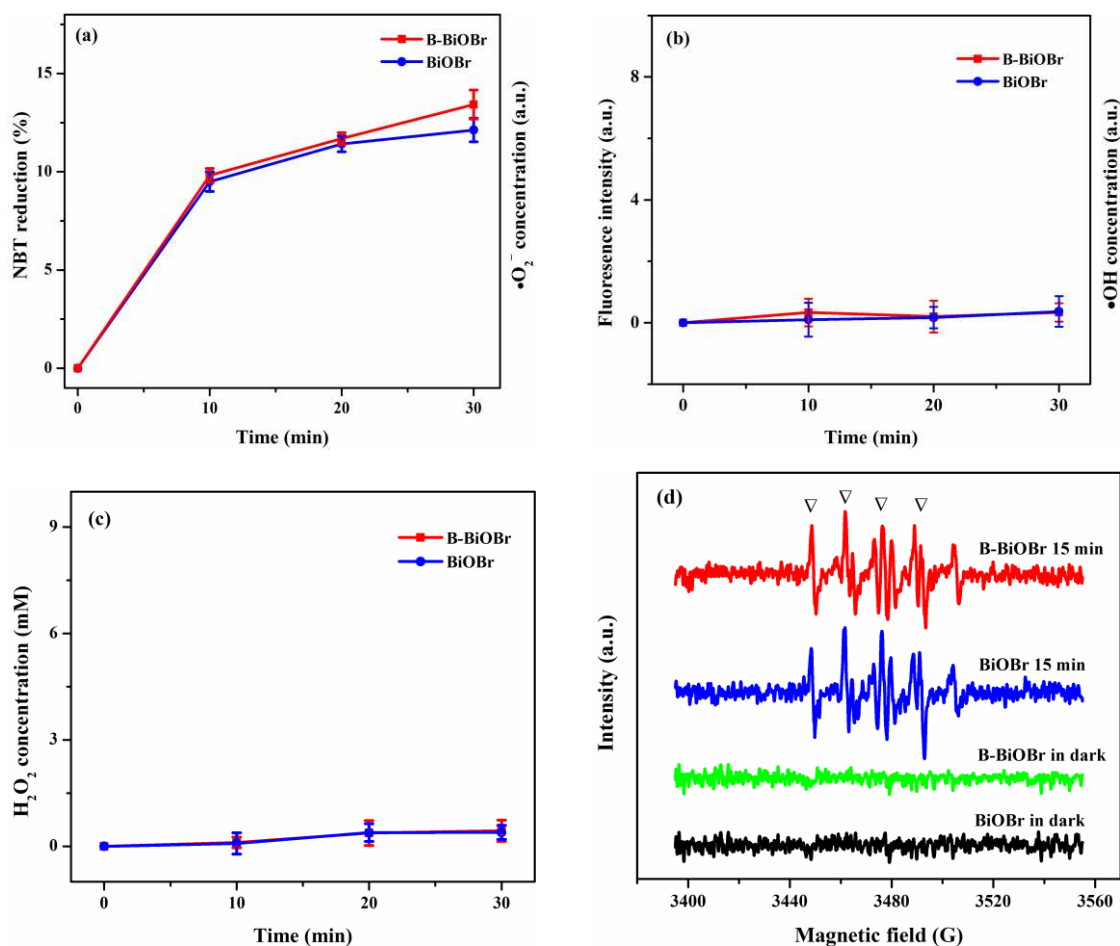 (a)
B-BiOBr
BiOBr
NBT reduction (%)
•O₂⁻ concentration (a.u.)
15
10
5
0
0 10 20 30
Time (min)
(b)
B-BiOBr
BiOBr
Fluoresence intensity (a.u.)
•OH concentration (a.u.)
8
4
0
0 10 20 30
Time (min)
(c)
B-BiOBr
BiOBr
H₂O₂ concentration (mM)
9
6
3
0
0 10 20 30
Time (min)
(d)
B-BiOBr 15 min
BiOBr 15 min
B-BiOBr in dark
BiOBr in dark
Intensity (a.u.)
3400 3440 3480 3520 3560
Magnetic field (G)